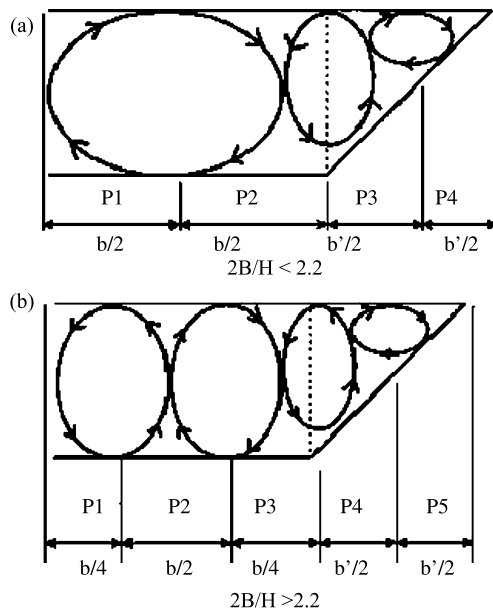 (a)
P1 P2 P3 P4
b/2 b/2 b’/2 b’/2
2B/H < 2.2
(b)
P1 P2 P3 P4 P5
b/4 b/2 b/4 b’/2 b’/2
2B/H >2.2